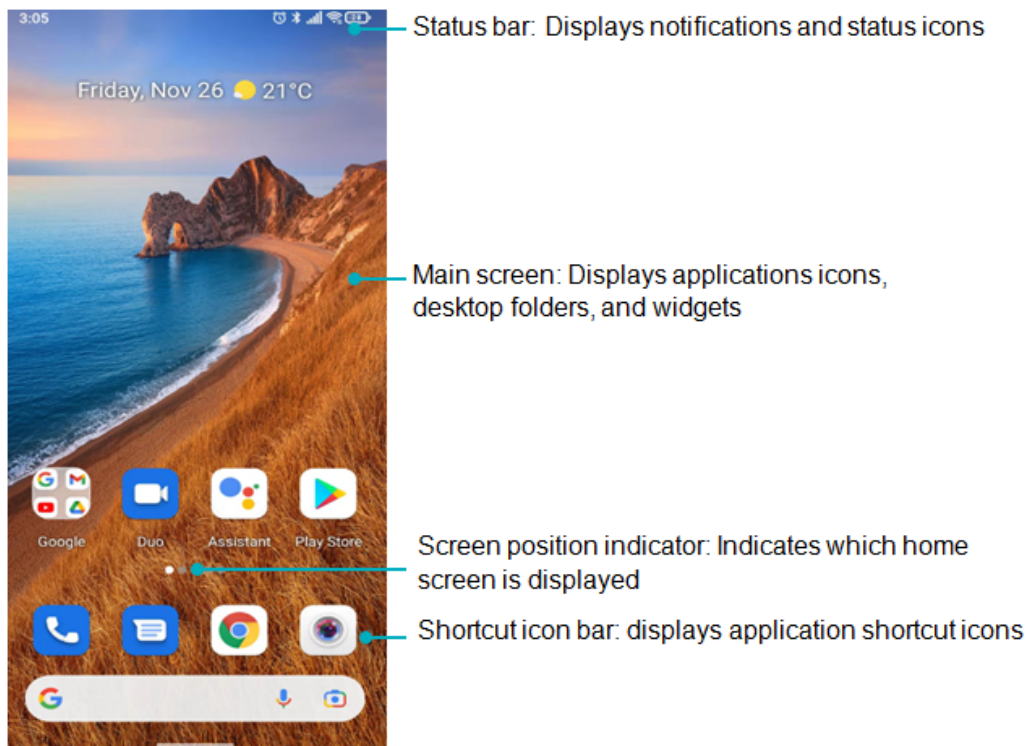 3:05
Status bar: Displays notifications and status icons
Friday, Nov 26 21°C
Main screen: Displays applications icons,
desktop folders, and widgets
Google Duo Assistant Play Store
Screen position indicator: Indicates which home
screen is displayed
Shortcut icon bar: displays application shortcut icons